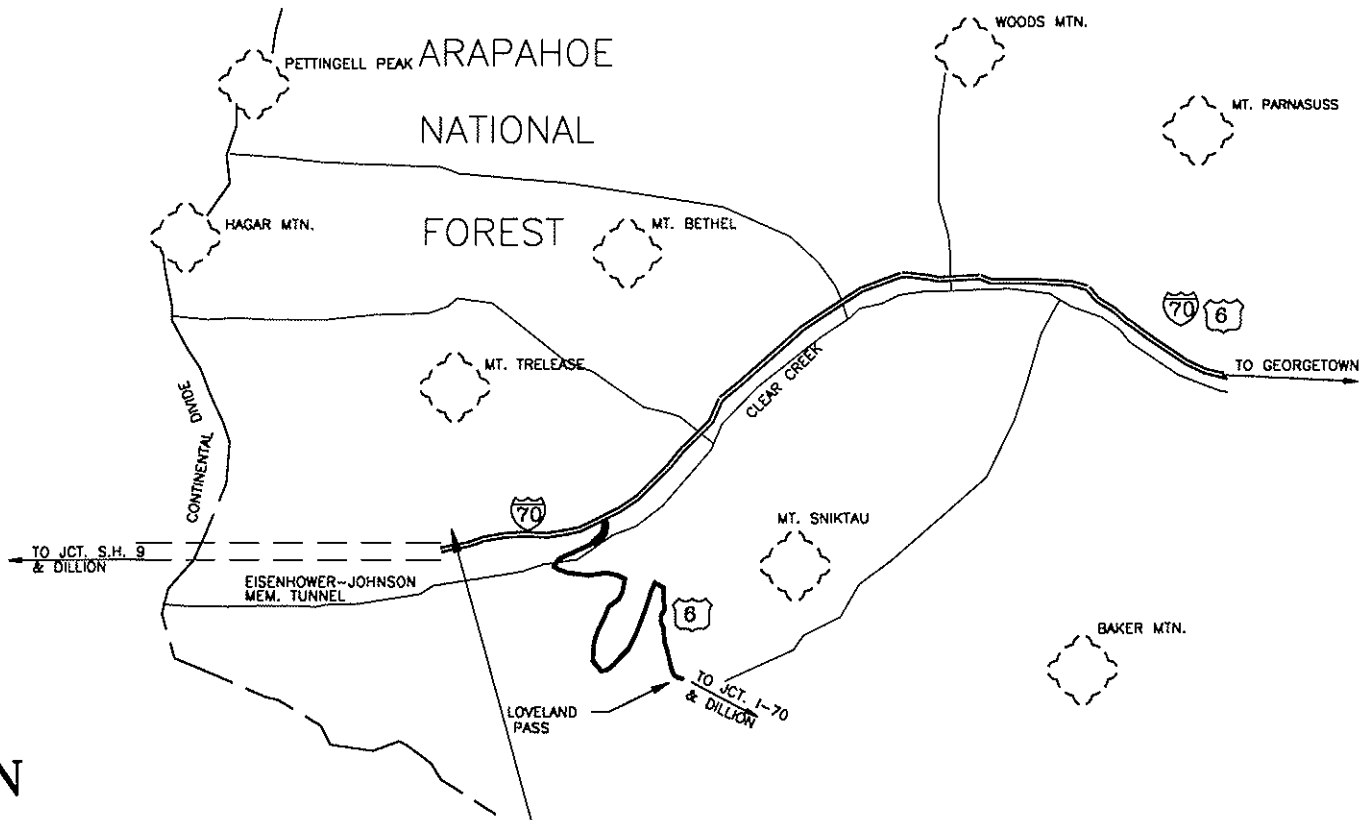 WOODS MTN.
PETTINGELL PEAK
ARAPAHOE
MT. PARNASUSS
NATIONAL
HAGAR MTN.
FOREST
MT. BETHEL
70
6
TO GEORGETOWN
MT. TRELEASE
CLEAR CREEK
CONTINENTAL DIVIDE
70
MT. SNIKTAU
TO JCT. S.H. 9
& DILLION
EISENHOWER-JOHNSON
MEM. TUNNEL
6
BAKER MTN.
TO JCT. I-70
& DILLION
LOVELAND
PASS
N